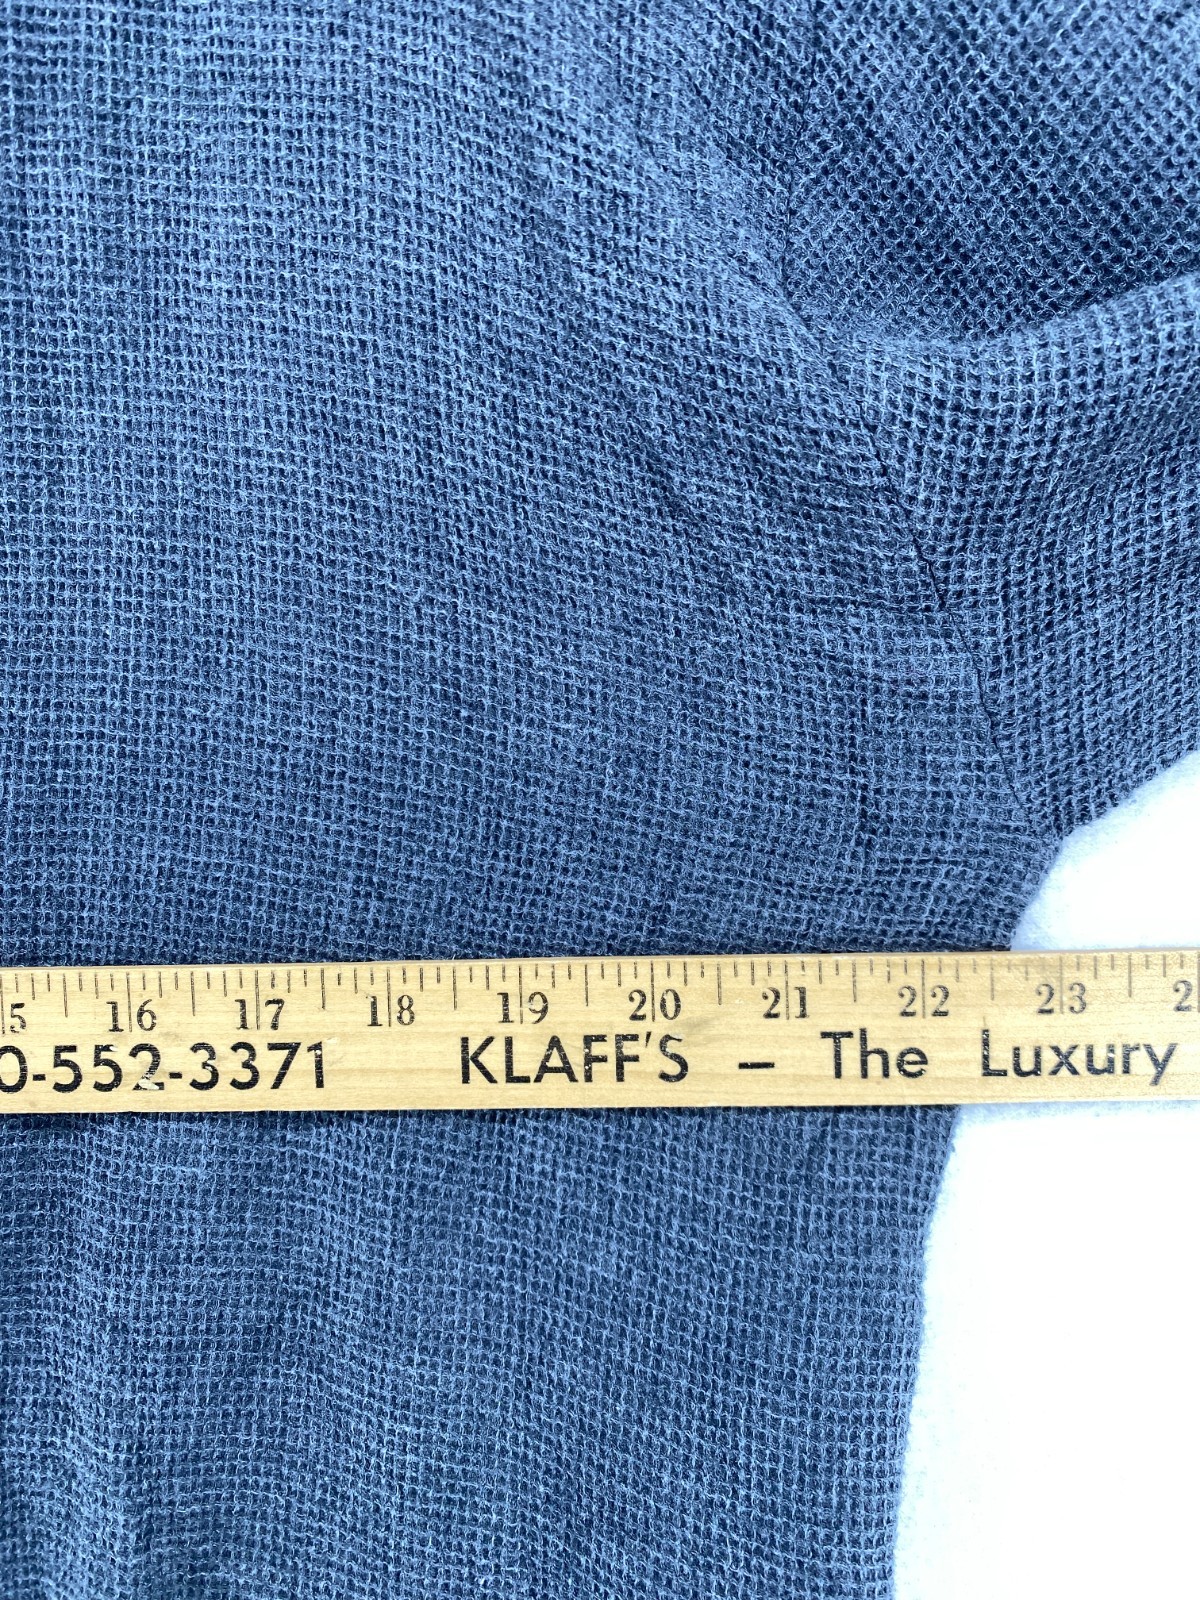 5 16 17 18 19 20 21 22 23 2
0-552-3371 KLAFF'S – The Luxury